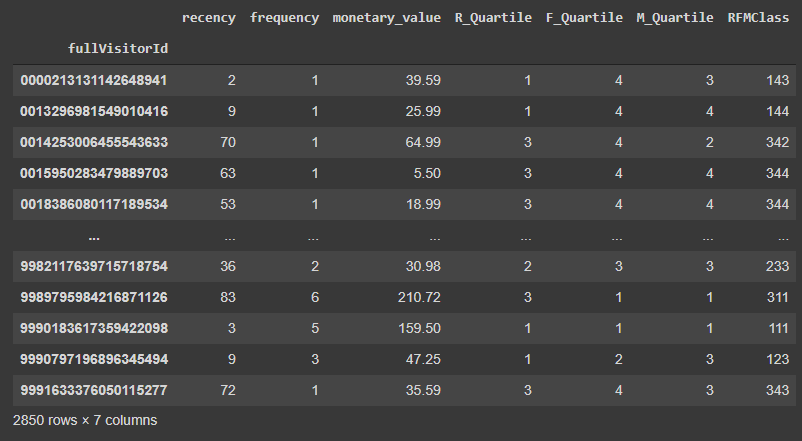 recency frequency monetary_value R_Quartile F_Quartile M_Quartile RFMClass
fullVisitorId
0000213131142648941 2 1 39.59 1 4 3 143
0013296981549010416 9 1 25.99 1 4 4 144
0014253006455543633 70 1 64.99 3 4 2 342
0015950283479889703 63 1 5.50 3 4 4 344
0018386080117189534 53 1 18.99 3 4 4 344
... ... ... ... ... ... ... ...
9982117639715718754 36 2 30.98 2 3 3 233
9989795984216871126 83 6 210.72 3 1 1 311
9990183617359422098 3 5 159.50 1 1 1 111
9990797196896345494 9 3 47.25 1 2 3 123
9991633376050115277 72 1 35.59 3 4 3 343
2850 rows × 7 columns